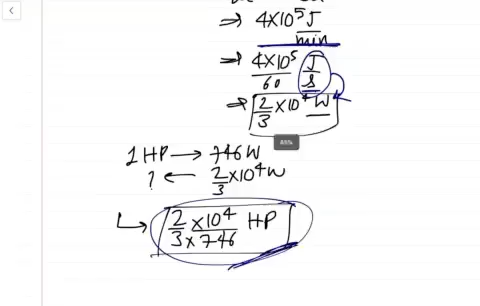 ⇒ 4×10⁵ J/min
⇒ 4×10⁵/60 J/s
⇒ 2/3 ×10⁴ W
85%
1 HP → 746 W
? ← 2/3 ×10⁴ W
↳ 2×10⁴/3×746 HP